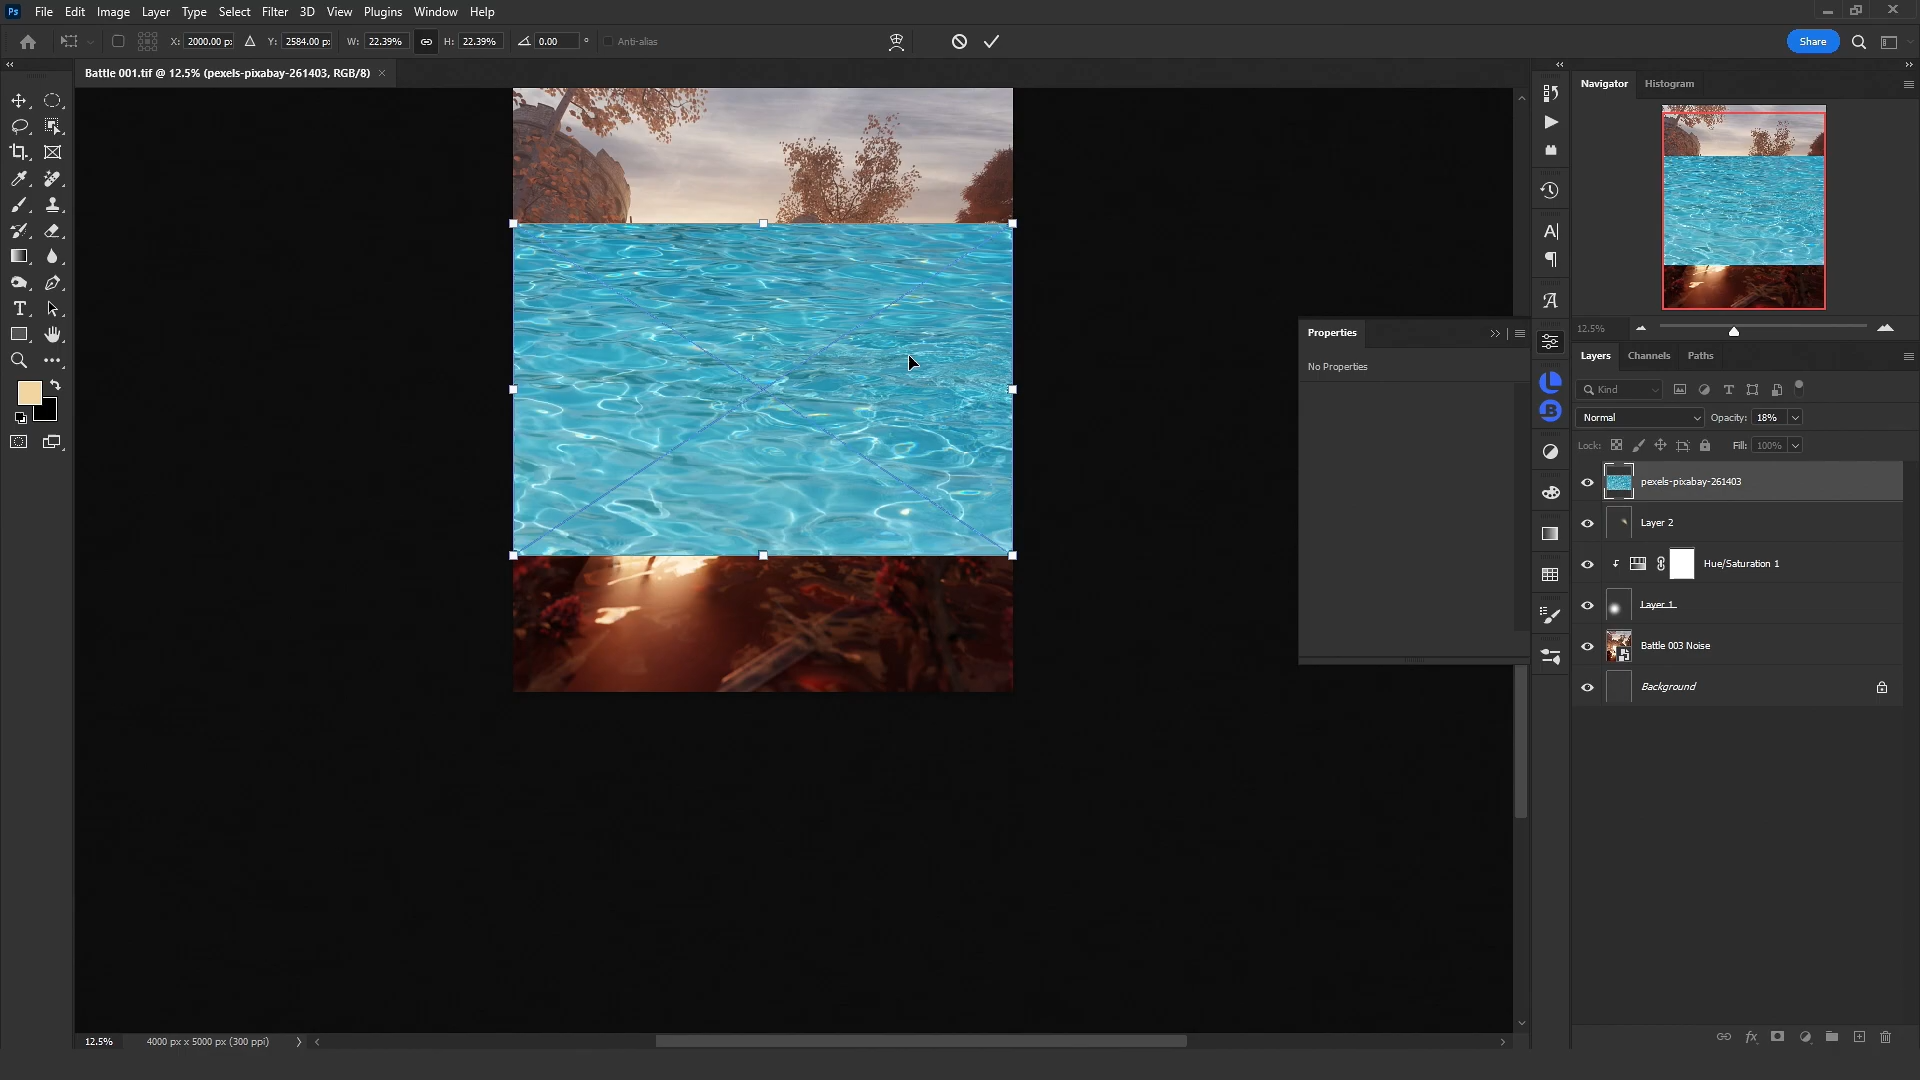 Ps File Edit Image Layer Type Select Filter 3D View Plugins Window Help
X: 2000.00 p: Y: 2584.00 p: W: 22.39% H: 22.39% 0.00 ° Anti-alias Share
Battle 001.tif @ 12.5% (pexels-pixabay-261403, RGB/8) ×
Navigator Histogram
12.5%
Properties
No Properties
Layers Channels Paths
Kind
Normal Opacity: 18%
Lock: Fill: 100%
pexels-pixabay-261403
Layer 2
Hue/Saturation 1
Layer 1
Battle 003 Noise
Background
fx
12.5% 4000 px x 5000 px (300 ppi)